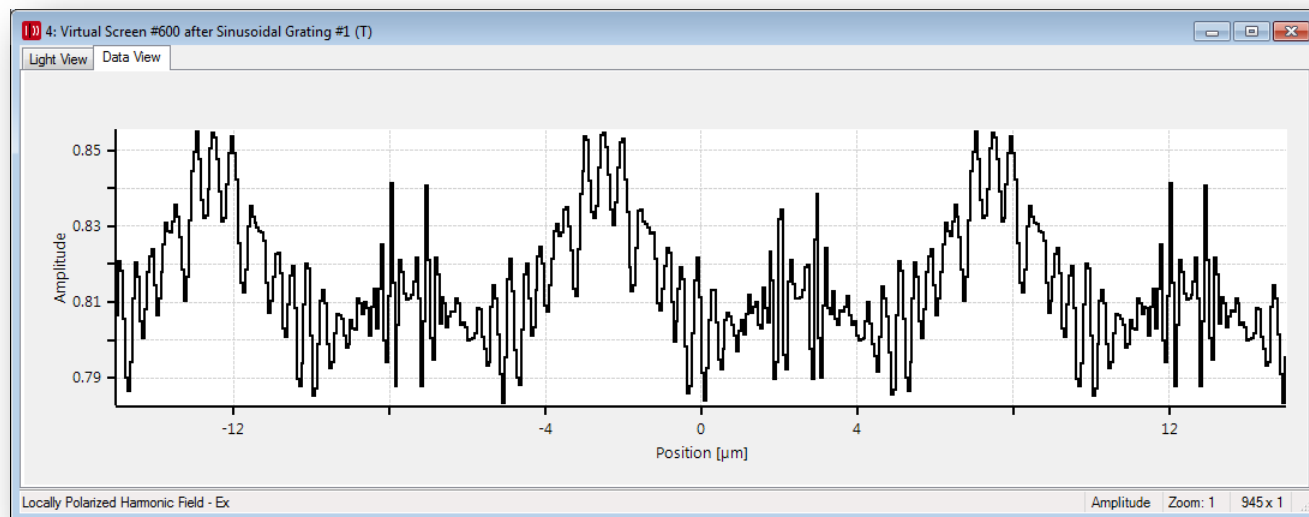 4: Virtual Screen #600 after Sinusoidal Grating #1 (T)
Light View Data View
0.85
0.83
0.81
0.79
Amplitude
-12 -4 0 4 12
Position [µm]
Locally Polarized Harmonic Field - Ex Amplitude Zoom: 1 945 x 1